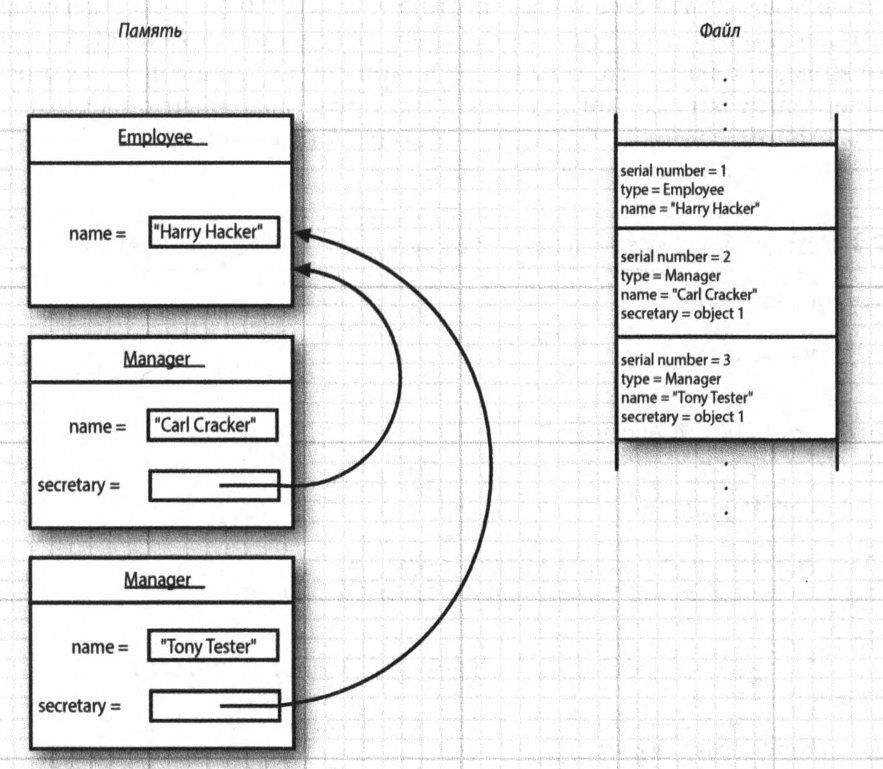 Память
Файл
Employee
name = "Harry Hacker"
Manager
name = "Carl Cracker"
secretary =
Manager
name = "Tony Tester"
secretary =
serial number = 1
type = Employee
name = "Harry Hacker"
serial number = 2
type = Manager
name = "Carl Cracker"
secretary = object 1
serial number = 3
type = Manager
name = "Tony Tester"
secretary = object 1